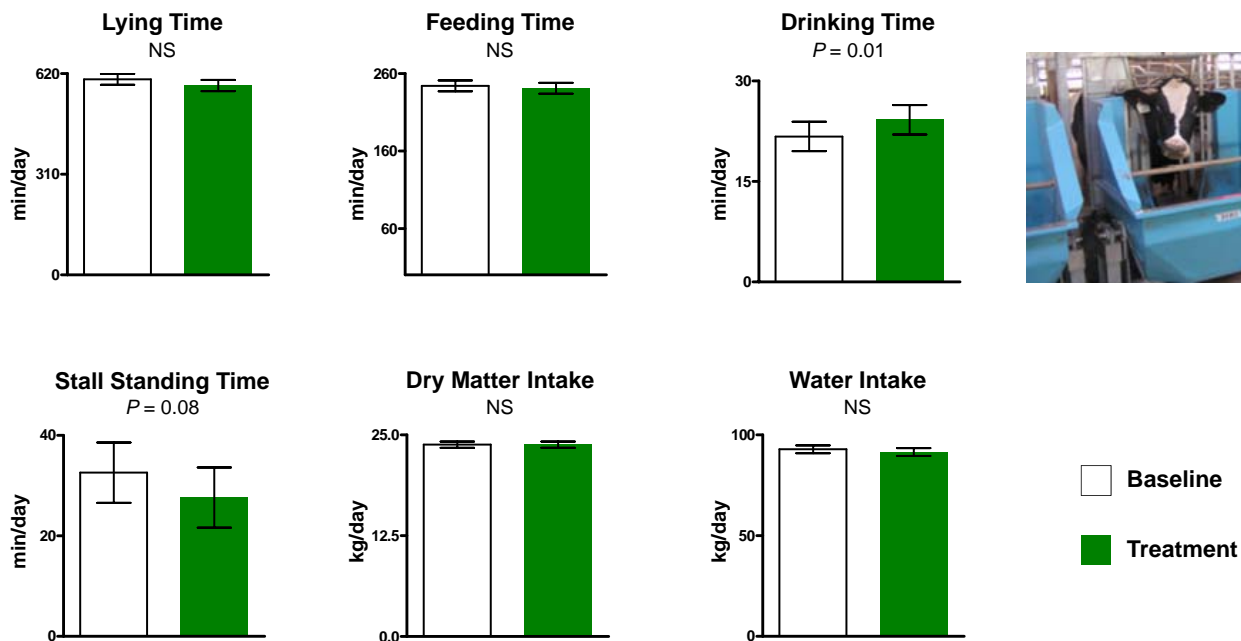 Lying Time
NS
620
310
0
min/day
Feeding Time
NS
260
160
60
min/day
Drinking Time
P = 0.01
30
15
0
min/day
Stall Standing Time
P = 0.08
40
20
0
min/day
Dry Matter Intake
NS
25.0
12.5
0.0
kg/day
Water Intake
NS
100
50
0
kg/day
Baseline
Treatment